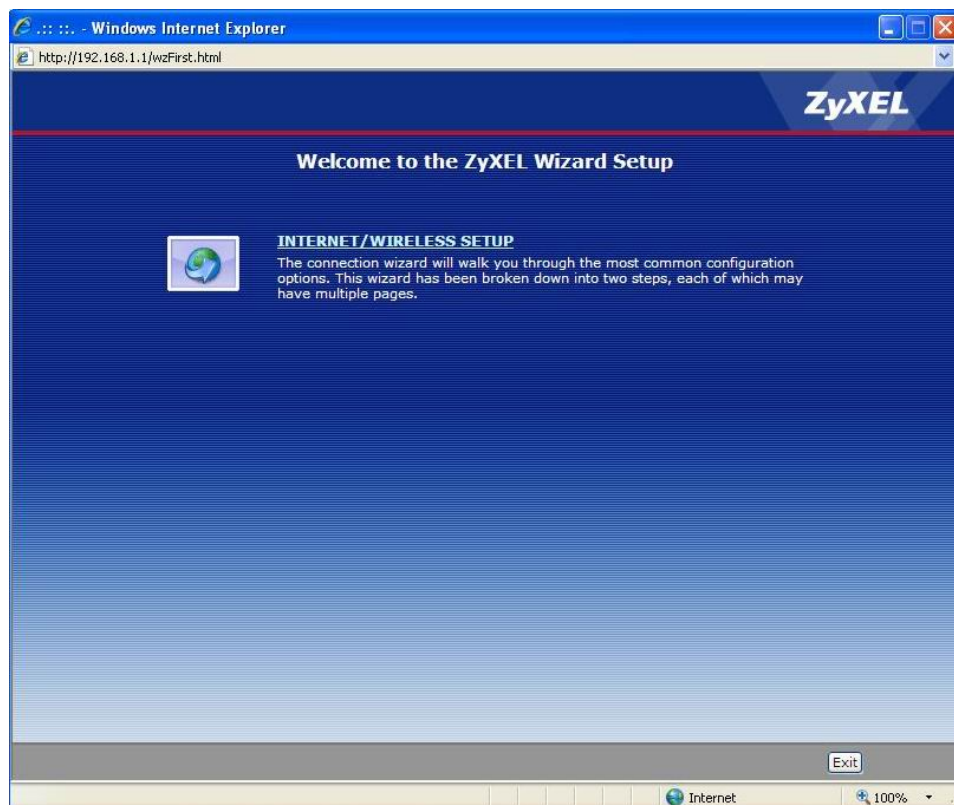 .:: ::. - Windows Internet Explorer
http://192.168.1.1/wzFirst.html
ZyXEL
Welcome to the ZyXEL Wizard Setup
INTERNET/WIRELESS SETUP
The connection wizard will walk you through the most common configuration
options. This wizard has been broken down into two steps, each of which may
have multiple pages.
Exit
Internet
100%